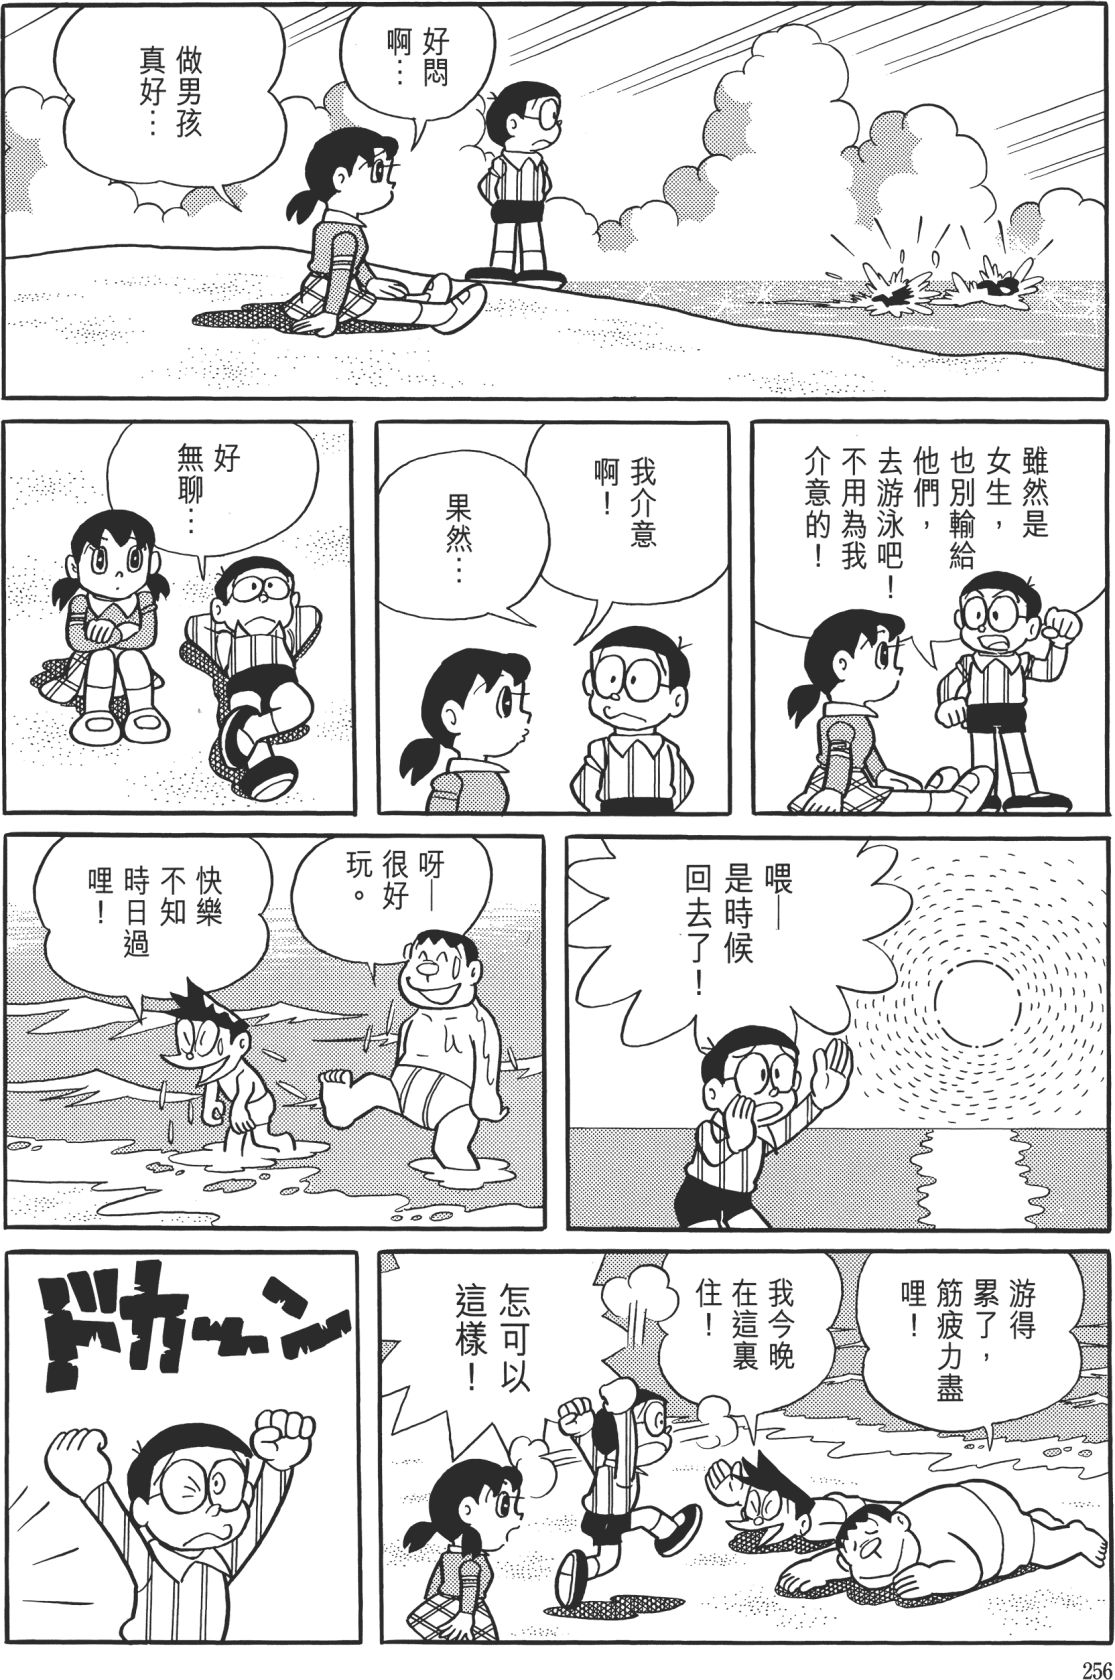 好悶
啊…
做男孩
真好…
雖然是
女生，
也別輸給
他們，
去游泳吧！
不用為我
介意的！
我介意
啊！
果然…
好
無聊…
喂—
是時候
回去了！
呀—
很好
玩。
快樂
不知
時日過
哩！
游得
累了，
筋疲力盡
哩！
我今晚
在這裏
住！
怎可以
這樣！
ドカーン
256